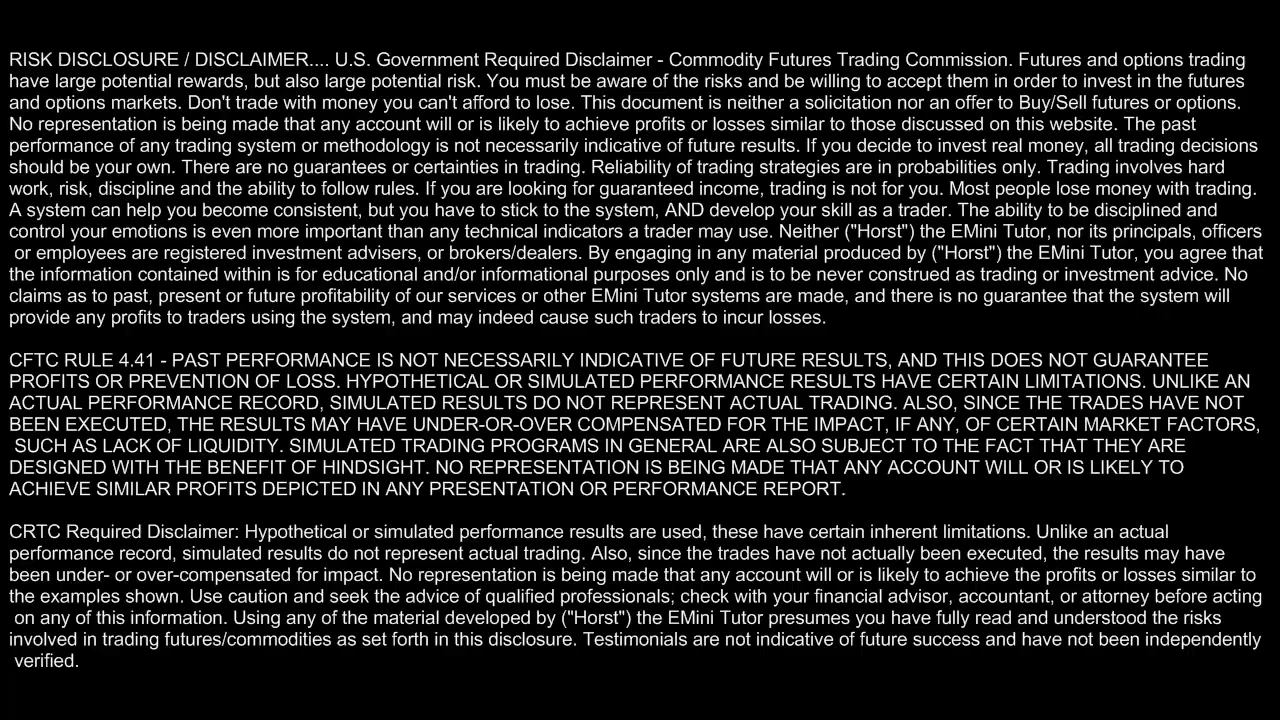 RISK DISCLOSURE / DISCLAIMER.... U.S. Government Required Disclaimer - Commodity Futures Trading Commission. Futures and options trading
have large potential rewards, but also large potential risk. You must be aware of the risks and be willing to accept them in order to invest in the futures
and options markets. Don't trade with money you can't afford to lose. This document is neither a solicitation nor an offer to Buy/Sell futures or options.
No representation is being made that any account will or is likely to achieve profits or losses similar to those discussed on this website. The past
performance of any trading system or methodology is not necessarily indicative of future results. If you decide to invest real money, all trading decisions
should be your own. There are no guarantees or certainties in trading. Reliability of trading strategies are in probabilities only. Trading involves hard
work, risk, discipline and the ability to follow rules. If you are looking for guaranteed income, trading is not for you. Most people lose money with trading.
A system can help you become consistent, but you have to stick to the system, AND develop your skill as a trader. The ability to be disciplined and
control your emotions is even more important than any technical indicators a trader may use. Neither ("Horst") the EMini Tutor, nor its principals, officers
or employees are registered investment advisers, or brokers/dealers. By engaging in any material produced by ("Horst") the EMini Tutor, you agree that
the information contained within is for educational and/or informational purposes only and is to be never construed as trading or investment advice. No
claims as to past, present or future profitability of our services or other EMini Tutor systems are made, and there is no guarantee that the system will
provide any profits to traders using the system, and may indeed cause such traders to incur losses.
CFTC RULE 4.41 - PAST PERFORMANCE IS NOT NECESSARILY INDICATIVE OF FUTURE RESULTS, AND THIS DOES NOT GUARANTEE
PROFITS OR PREVENTION OF LOSS. HYPOTHETICAL OR SIMULATED PERFORMANCE RESULTS HAVE CERTAIN LIMITATIONS. UNLIKE AN
ACTUAL PERFORMANCE RECORD, SIMULATED RESULTS DO NOT REPRESENT ACTUAL TRADING. ALSO, SINCE THE TRADES HAVE NOT
BEEN EXECUTED, THE RESULTS MAY HAVE UNDER-OR-OVER COMPENSATED FOR THE IMPACT, IF ANY, OF CERTAIN MARKET FACTORS,
SUCH AS LACK OF LIQUIDITY. SIMULATED TRADING PROGRAMS IN GENERAL ARE ALSO SUBJECT TO THE FACT THAT THEY ARE
DESIGNED WITH THE BENEFIT OF HINDSIGHT. NO REPRESENTATION IS BEING MADE THAT ANY ACCOUNT WILL OR IS LIKELY TO
ACHIEVE SIMILAR PROFITS DEPICTED IN ANY PRESENTATION OR PERFORMANCE REPORT.
CRTC Required Disclaimer: Hypothetical or simulated performance results are used, these have certain inherent limitations. Unlike an actual
performance record, simulated results do not represent actual trading. Also, since the trades have not actually been executed, the results may have
been under- or over-compensated for impact. No representation is being made that any account will or is likely to achieve the profits or losses similar to
the examples shown. Use caution and seek the advice of qualified professionals; check with your financial advisor, accountant, or attorney before acting
on any of this information. Using any of the material developed by ("Horst") the EMini Tutor presumes you have fully read and understood the risks
involved in trading futures/commodities as set forth in this disclosure. Testimonials are not indicative of future success and have not been independently
verified.